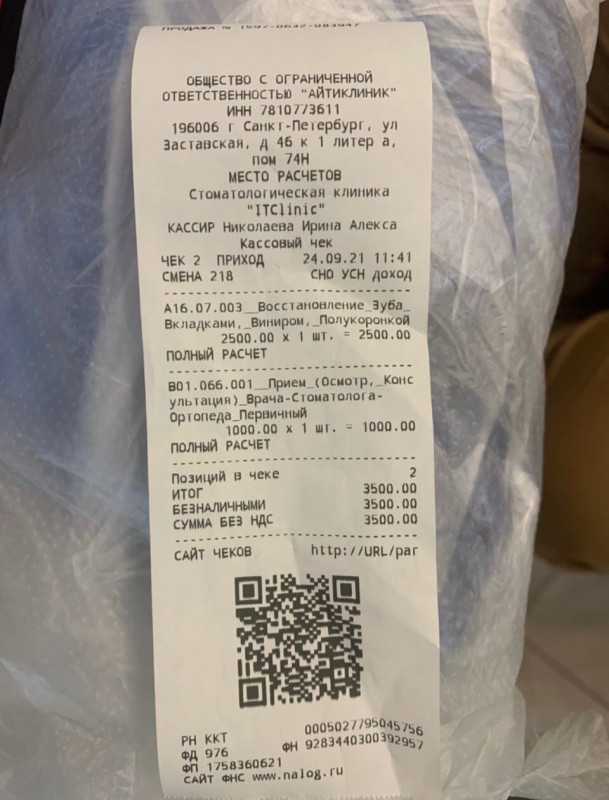 ПРОДАЖА №
ОБЩЕСТВО С ОГРАНИЧЕННОЙ
ОТВЕТСТВЕННОСТЬЮ "АЙТИКЛИНИК"
ИНН 7810773611
196006 г Санкт-Петербург, ул
Заставская, д 46 к 1 литер а,
пом 74Н
МЕСТО РАСЧЕТОВ
Стоматологическая клиника
"ITClinic"
КАССИР Николаева Ирина Алекса
Кассовый чек
ЧЕК 2 ПРИХОД 24.09.21 11:41
СМЕНА 218 СНО УСН доход
А16.07.003__Восстановление_Зуба_
Вкладками,_Виниром,_Полукоронкой
2500.00 x 1 шт. = 2500.00
ПОЛНЫЙ РАСЧЕТ
В01.066.001__Прием_(Осмотр,_Конс
ультация)_Врача-Стоматолога-
Ортопеда_Первичный
1000.00 x 1 шт. = 1000.00
ПОЛНЫЙ РАСЧЕТ
Позиций в чеке 2
ИТОГ 3500.00
БЕЗНАЛИЧНЫМИ 3500.00
СУММА БЕЗ НДС 3500.00
САЙТ ЧЕКОВ http://URL/par
РН ККТ 0005027795045756
ФД 976 ФН 9283440300392957
ФП 1758360621
САЙТ ФНС www.nalog.ru